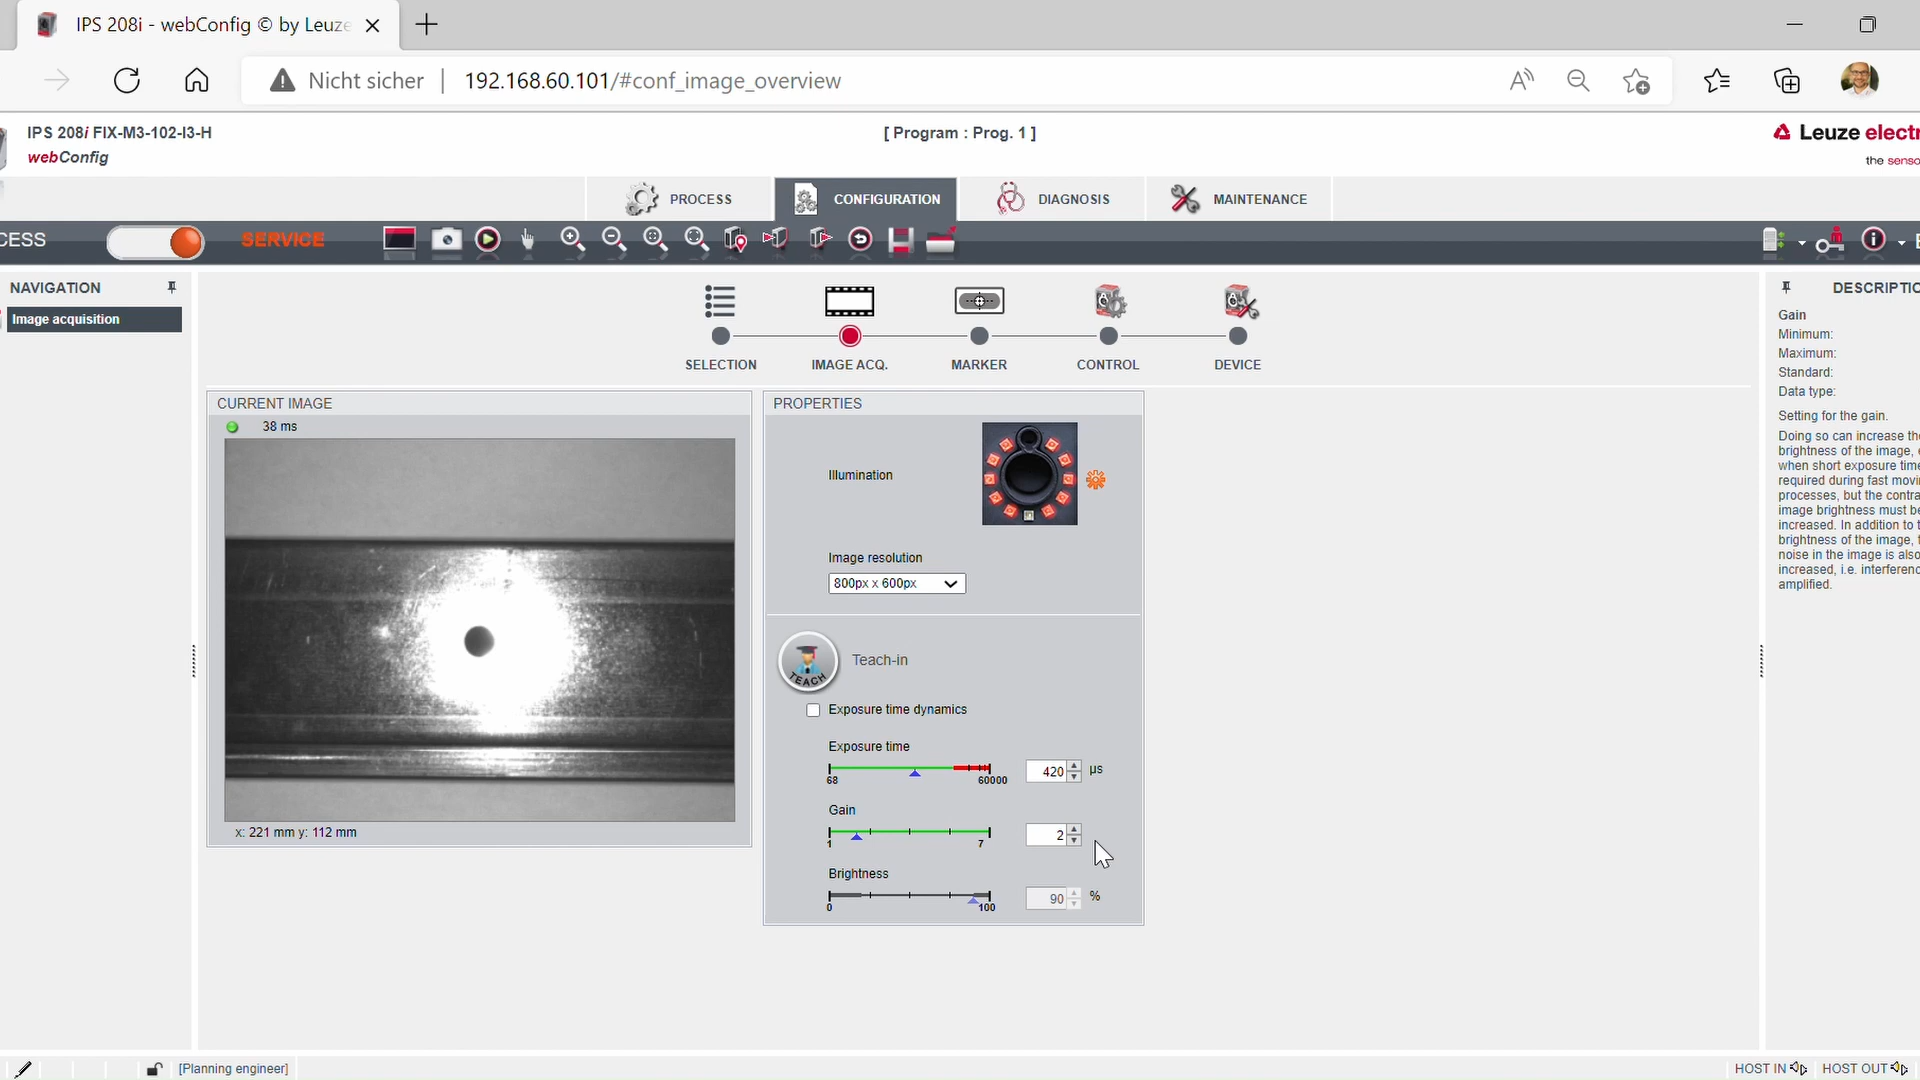 IPS 208i - webConfig © by Leuze
Nicht sicher
192.168.60.101/#conf_image_overview
IPS 208i FIX-M3-102-I3-H
webConfig
[ Program : Prog. 1 ]
Leuze electr
the senso
PROCESS
CONFIGURATION
DIAGNOSIS
MAINTENANCE
CESS
SERVICE
NAVIGATION
Image acquisition
SELECTION
IMAGE ACQ.
MARKER
CONTROL
DEVICE
CURRENT IMAGE
38 ms
x: 221 mm y: 112 mm
PROPERTIES
Illumination
Image resolution
800px x 600px
TEACH
Teach-in
Exposure time dynamics
Exposure time
68
60000
420
µs
Gain
1
7
2
Brightness
0
100
90
%
DESCRIPTIO
Gain
Minimum:
Maximum:
Standard:
Data type:
Setting for the gain.
Doing so can increase the
brightness of the image, e
when short exposure time
required during fast movi
processes, but the contra
image brightness must be
increased. In addition to t
brightness of the image, t
noise in the image is also
increased, i.e. interferenc
amplified.
[Planning engineer]
HOST IN
HOST OUT